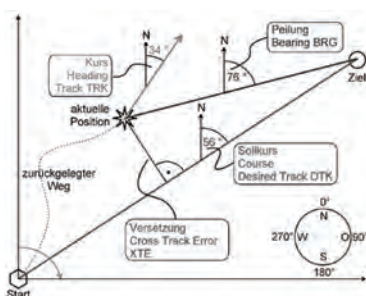 N
34 °
Kurs
Heading
Track TRK
aktuelle
Position
N
76 °
Peilung
Bearing BRG
Ziel
N
56 °
Sollkurs
Course
Desired Track DTK
zurückgelegter
Weg
Versetzung
Cross Track Error
XTE
Start
0°
N
270° W
O 90°
S
180°